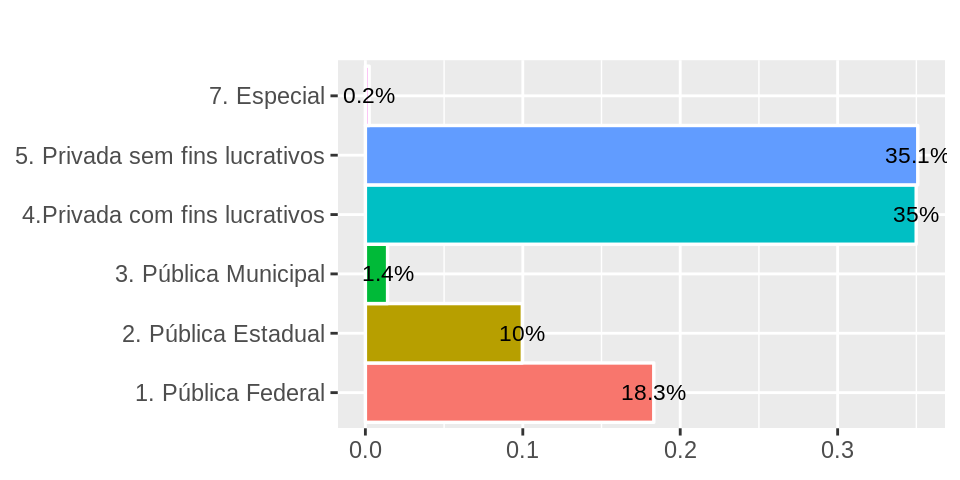 7. Especial 0.2%
5. Privada sem fins lucrativos 35.1%
4.Privada com fins lucrativos 35%
3. Pública Municipal 1.4%
2. Pública Estadual 10%
1. Pública Federal 18.3%
0.0 0.1 0.2 0.3